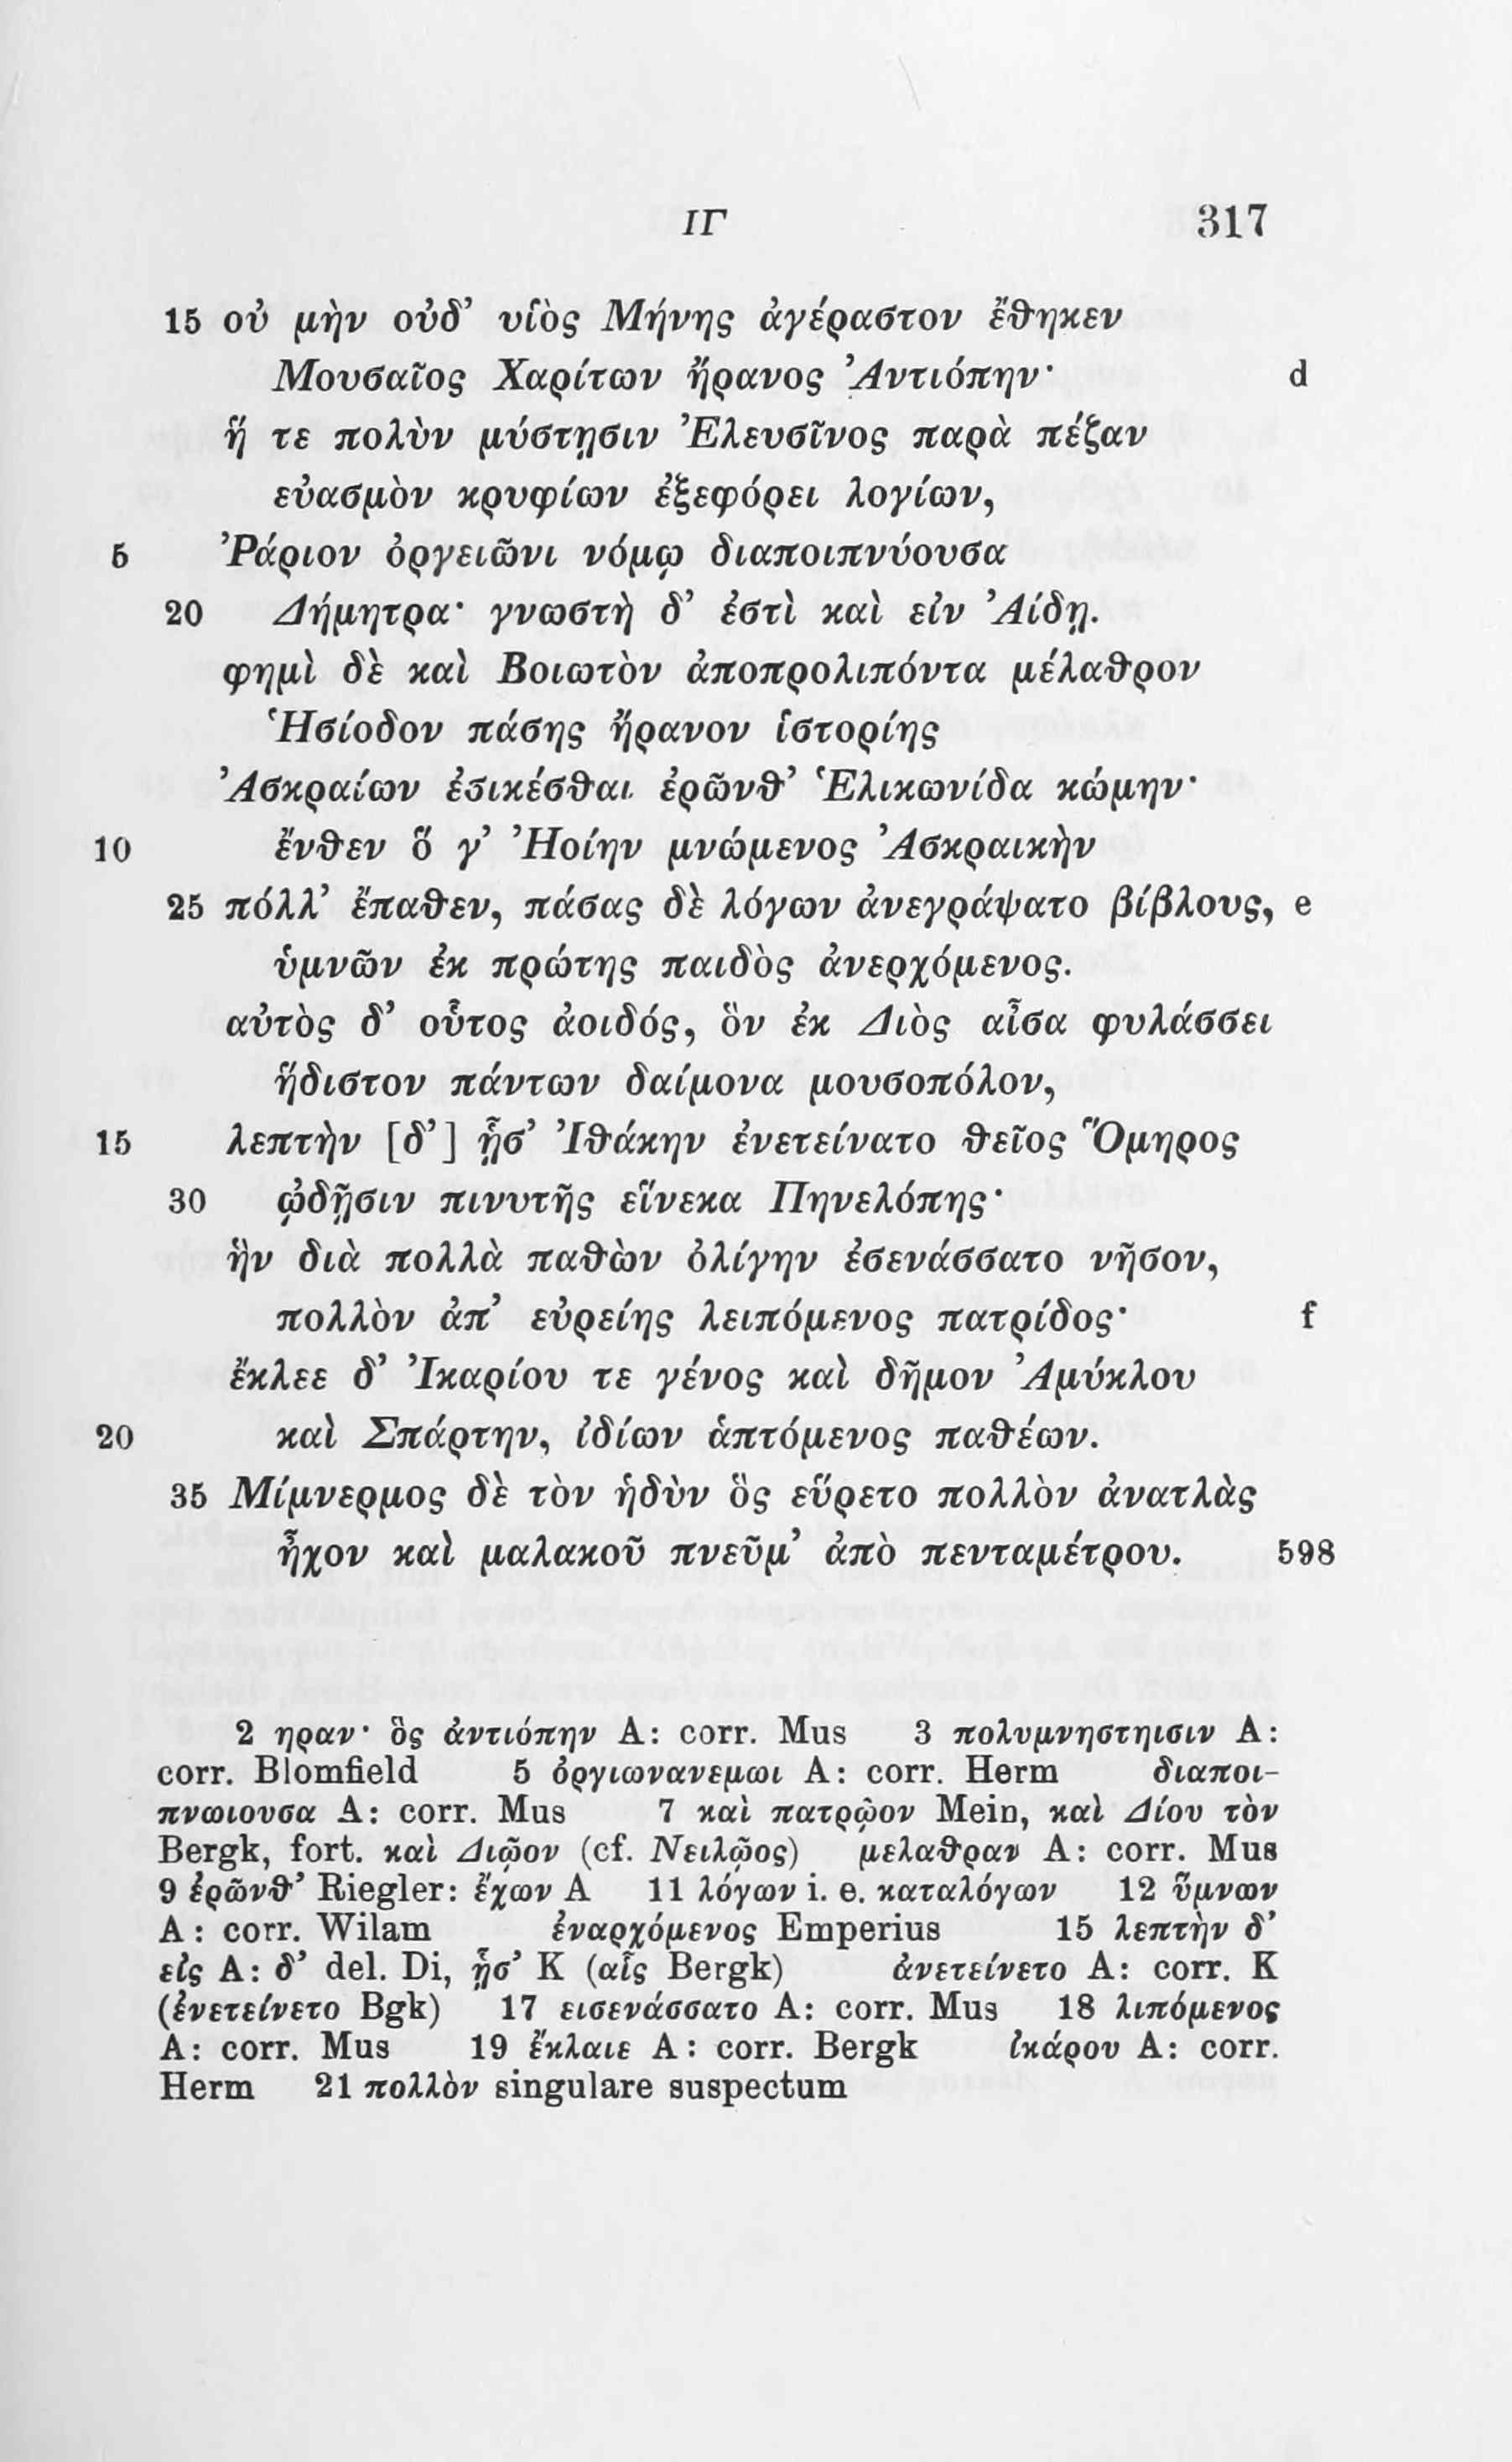 ΙΓ 317
15 οὐ μὴν οὐδ’ υἱὸς Μήνης ἀγέραστον ἔθηκεν
Μουσαῖος Χαρίτων ἤρανος Ἀντιόπην· d
ἥ τε πολὺν μύστῃσιν Ἐλευσῖνος παρὰ πέζαν
εὐασμὸν κρυφίων ἐξεφόρει λογίων,
5 Ῥάριον ὀργειῶνι νόμῳ διαποιπνύουσα
20 Δήμητρα· γνωστὴ δ’ ἐστὶ καὶ εἰν Ἀίδῃ.
φημὶ δὲ καὶ Βοιωτὸν ἀποπρολιπόντα μέλαθρον
Ἡσίοδον πάσης ἤρανον ἱστορίης
Ἀσκραίων ἐσικέσθαι ἐρῶνθ’ Ἑλικωνίδα κώμην·
10 ἔνθεν ὅ γ’ Ἠοίην μνώμενος Ἀσκραικὴν
25 πόλλ’ ἔπαθεν, πάσας δὲ λόγων ἀνεγράψατο βίβλους, e
ὑμνῶν ἐκ πρώτης παιδὸς ἀνερχόμενος.
αὐτὸς δ’ οὗτος ἀοιδός, ὃν ἐκ Διὸς αἶσα φυλάσσει
ἥδιστον πάντων δαίμονα μουσοπόλον,
15 λεπτὴν [δ’] ᾗσ’ Ἰθάκην ἐνετείνατο θεῖος Ὅμηρος
30 ᾠδῇσιν πινυτῆς εἵνεκα Πηνελόπης·
ἣν διὰ πολλὰ παθὼν ὀλίγην ἐσενάσσατο νῆσον,
πολλὸν ἀπ’ εὐρείης λειπόμενος πατρίδος· f
ἔκλεε δ’ Ἰκαρίου τε γένος καὶ δῆμον Ἀμύκλου
20 καὶ Σπάρτην, ἰδίων ἁπτόμενος παθέων.
35 Μίμνερμος δὲ τὸν ἡδὺν ὃς εὕρετο πολλὸν ἀνατλὰς
ἦχον καὶ μαλακοῦ πνεῦμ’ ἀπὸ πενταμέτρου. 598
2 ηραν· ὃς ἀντιόπην A: corr. Mus 3 πολυμνηστηισιν A:
corr. Blomfield 5 ὀργιωνανεμωι A: corr. Herm διαποι-
πνωιουσα A: corr. Mus 7 καὶ πατρῷον Mein, καὶ Δίου τὸν
Bergk, fort. καὶ Διῷον (cf. Νειλῷος) μελαθραν A: corr. Mus
9 ἐρῶνθ’ Riegler: ἔχων A 11 λόγων i. e. καταλόγων 12 ὕμνων
A: corr. Wilam ἐναρχόμενος Emperius 15 λεπτὴν δ’
εἰς A: δ’ del. Di, ᾗσ’ K (αἷς Bergk) ἀνετείνετο A: corr. K
(ἐνετείνετο Bgk) 17 εισενάσσατο A: corr. Mus 18 λιπόμενος
A: corr. Mus 19 ἔκλαιε A: corr. Bergk ἰκάρου A: corr.
Herm 21 πολλὸν singulare suspectum